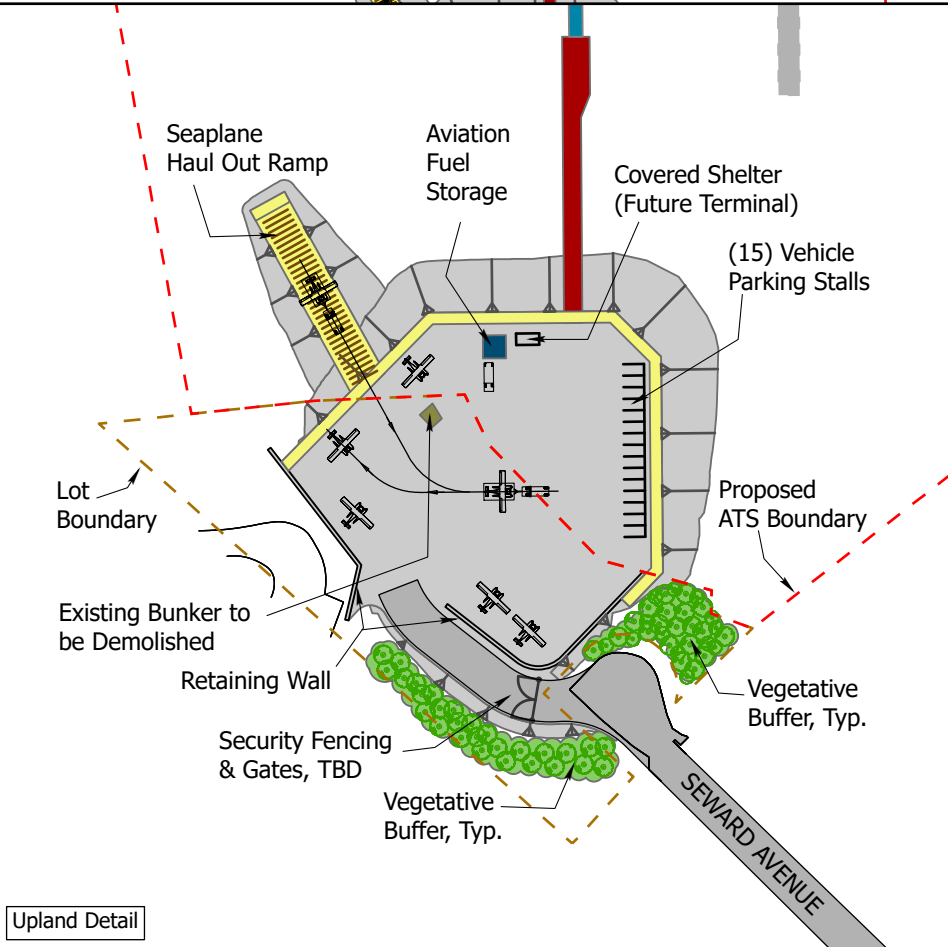 Seaplane
Haul Out Ramp
Aviation
Fuel
Storage
Covered Shelter
(Future Terminal)
(15) Vehicle
Parking Stalls
Lot
Boundary
Proposed
ATS Boundary
Existing Bunker to
be Demolished
Retaining Wall
Vegetative
Buffer, Typ.
Security Fencing
& Gates, TBD
Vegetative
Buffer, Typ.
SEWARD AVENUE
Upland Detail